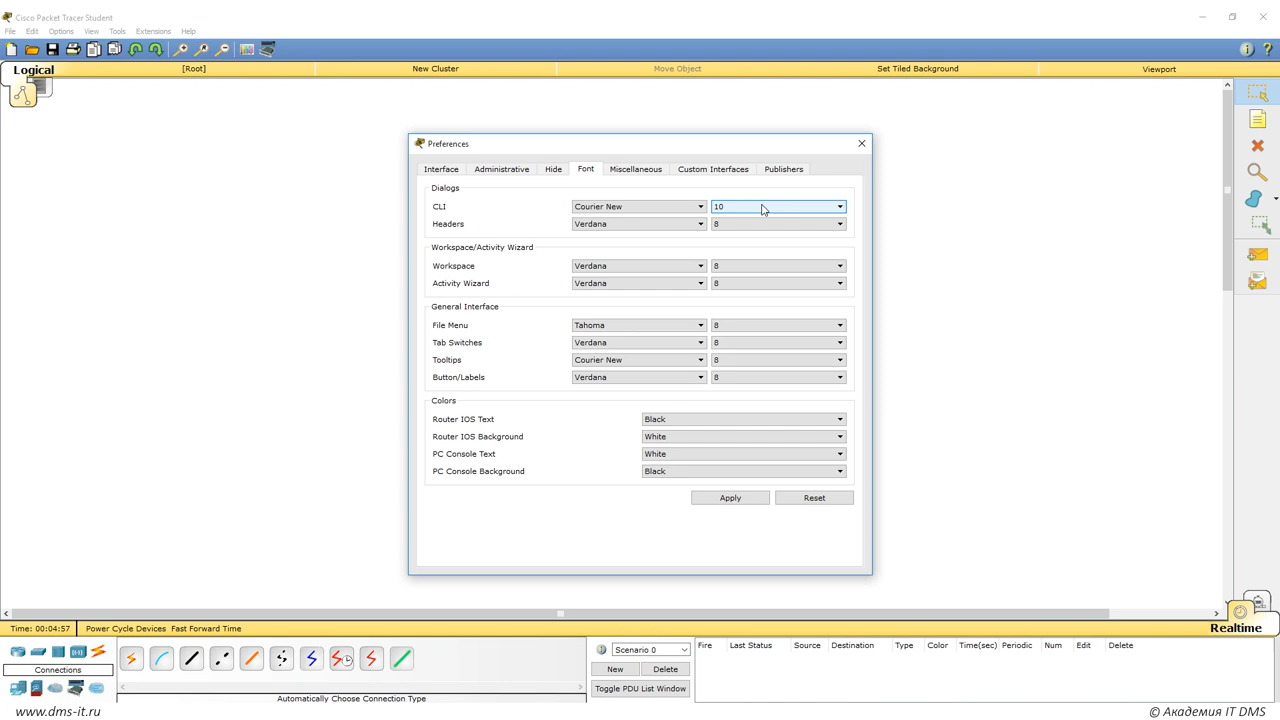 Cisco Packet Tracer Student
File Edit Options View Tools Extensions Help
Logical [Root] New Cluster Move Object Set Tiled Background Viewport
Preferences
Interface Administrative Hide Font Miscellaneous Custom Interfaces Publishers
Dialogs
CLI Courier New 10
Headers Verdana 8
Workspace/Activity Wizard
Workspace Verdana 8
Activity Wizard Verdana 8
General Interface
File Menu Tahoma 8
Tab Switches Verdana 8
Tooltips Courier New 8
Button/Labels Verdana 8
Colors
Router IOS Text Black
Router IOS Background White
PC Console Text White
PC Console Background Black
Apply Reset
Time: 00:04:57 Power Cycle Devices Fast Forward Time Realtime
Scenario 0 Fire Last Status Source Destination Type Color Time(sec) Periodic Num Edit Delete
Connections New Delete
Toggle PDU List Window
Automatically Choose Connection Type
www.dms-it.ru © Академия IT DMS